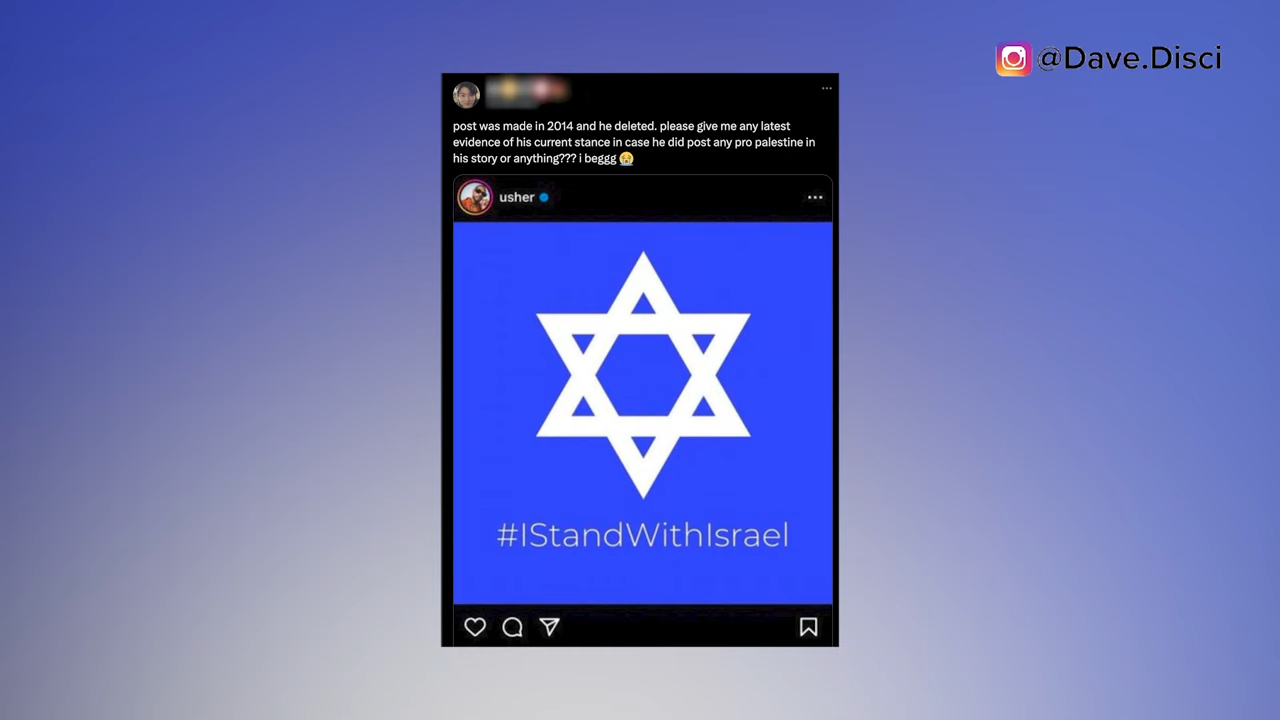 @Dave.Disci
post was made in 2014 and he deleted. please give me any latest
evidence of his current stance in case he did post any pro palestine in
his story or anything??? i beggg 😭
usher
#IStandWithIsrael